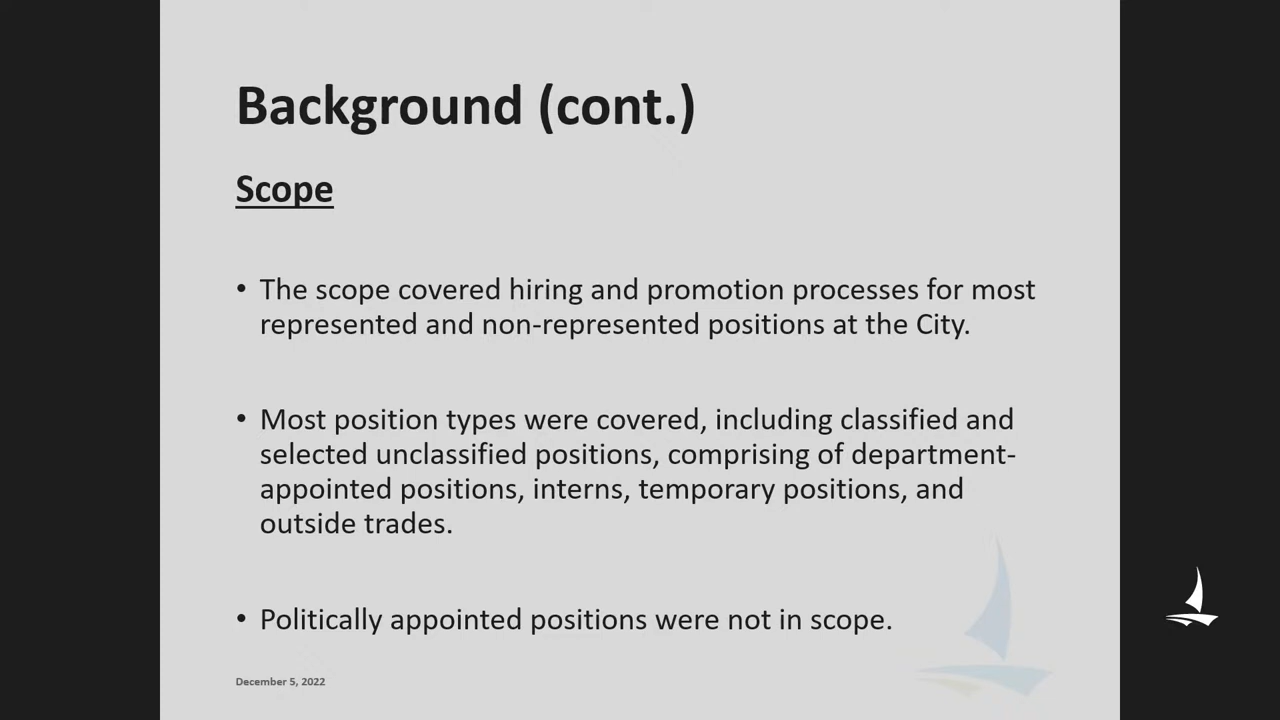 Background (cont.)
Scope
• The scope covered hiring and promotion processes for most
represented and non-represented positions at the City.
• Most position types were covered, including classified and
selected unclassified positions, comprising of department-
appointed positions, interns, temporary positions, and
outside trades.
• Politically appointed positions were not in scope.
December 5, 2022